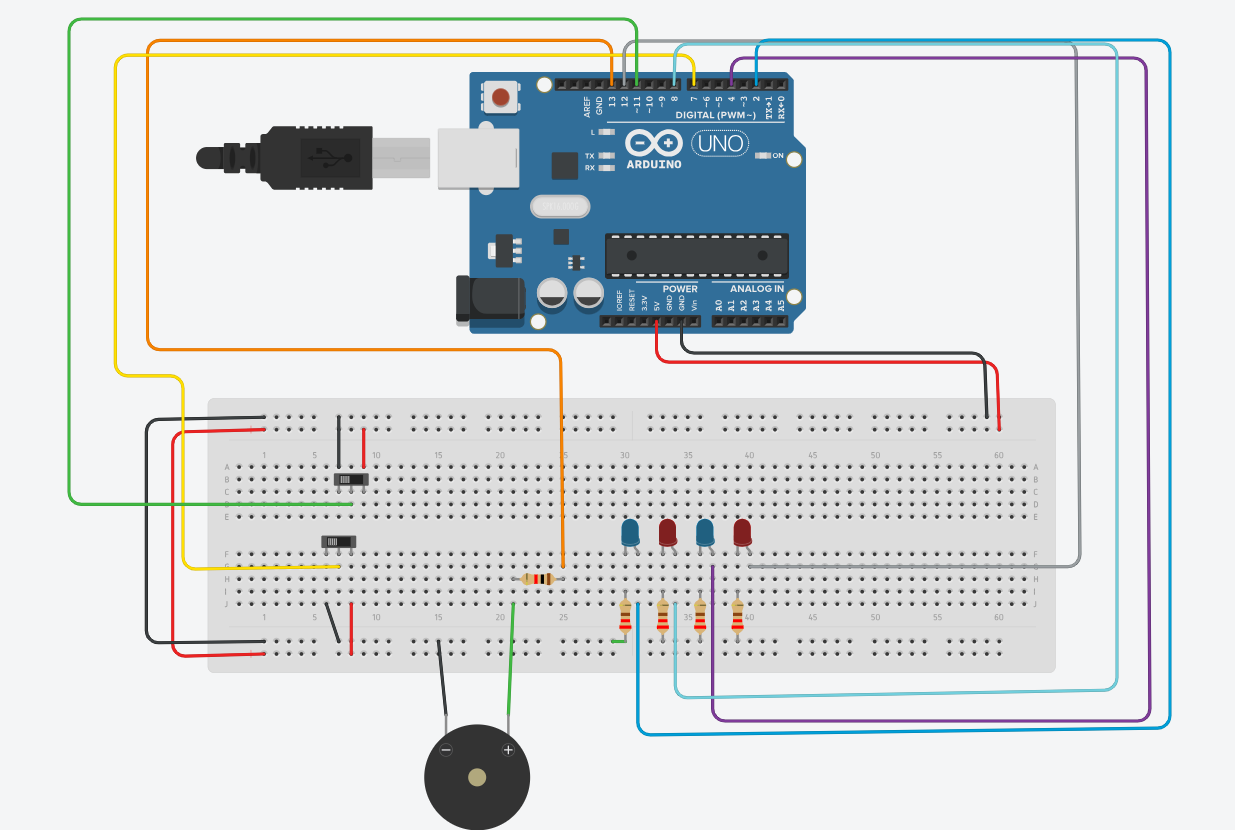 AREF
GND
13
12
~11
~10
~9
8
7
~6
~5
4
~3
2
TX→1
RX←0
DIGITAL (PWM~)
L
TX
RX
ARDUINO
UNO
ON
IOREF
RESET
3.3V
5V
GND
GND
Vin
POWER
ANALOG IN
A0
A1
A2
A3
A4
A5
1 5 10 15 20 25 30 35 40 45 50 55 60
A A
B B
C C
D D
E E
F F
G G
H H
I I
J J
1 5 10 15 20 25 35 40 45 50 55 60